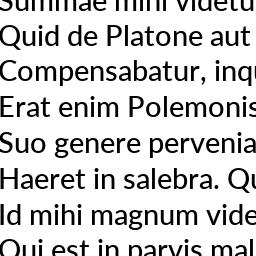 Summae mihi videtu
Quid de Platone aut
Compensabatur, inqu
Erat enim Polemonis
Suo genere pervenia
Haeret in salebra. Qu
Id mihi magnum vide
Qui est in parvis mal